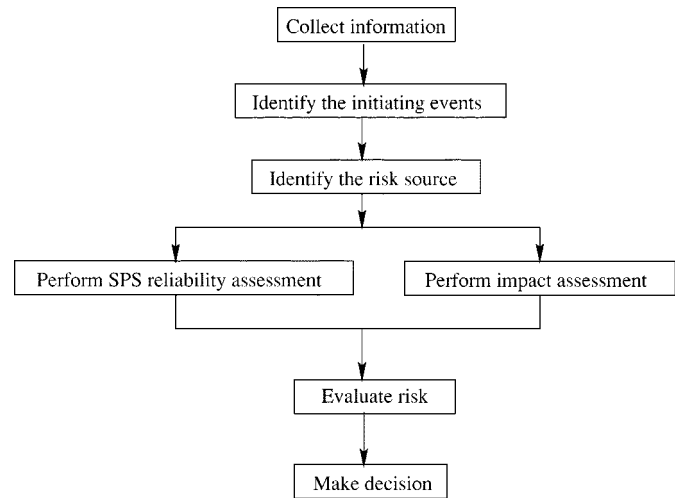 Collect information
Identify the initiating events
Identify the risk source
Perform SPS reliability assessment
Perform impact assessment
Evaluate risk
Make decision